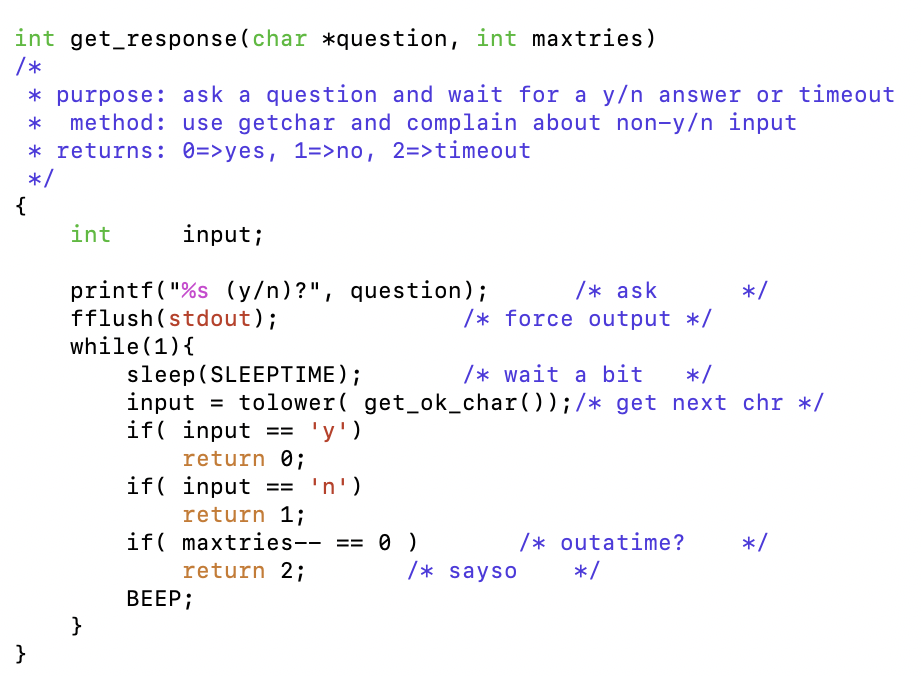 int get_response(char *question, int maxtries)
/*
 * purpose: ask a question and wait for a y/n answer or timeout
 *  method: use getchar and complain about non-y/n input
 * returns: 0=>yes, 1=>no, 2=>timeout
 */
{
    int     input;

    printf("%s (y/n)?", question);      /* ask      */
    fflush(stdout);             /* force output */
    while(1){
        sleep(SLEEPTIME);       /* wait a bit   */
        input = tolower( get_ok_char());/* get next chr */
        if( input == 'y')
            return 0;
        if( input == 'n')
            return 1;
        if( maxtries-- == 0 )       /* outatime?    */
            return 2;       /* sayso    */
        BEEP;
    }
}